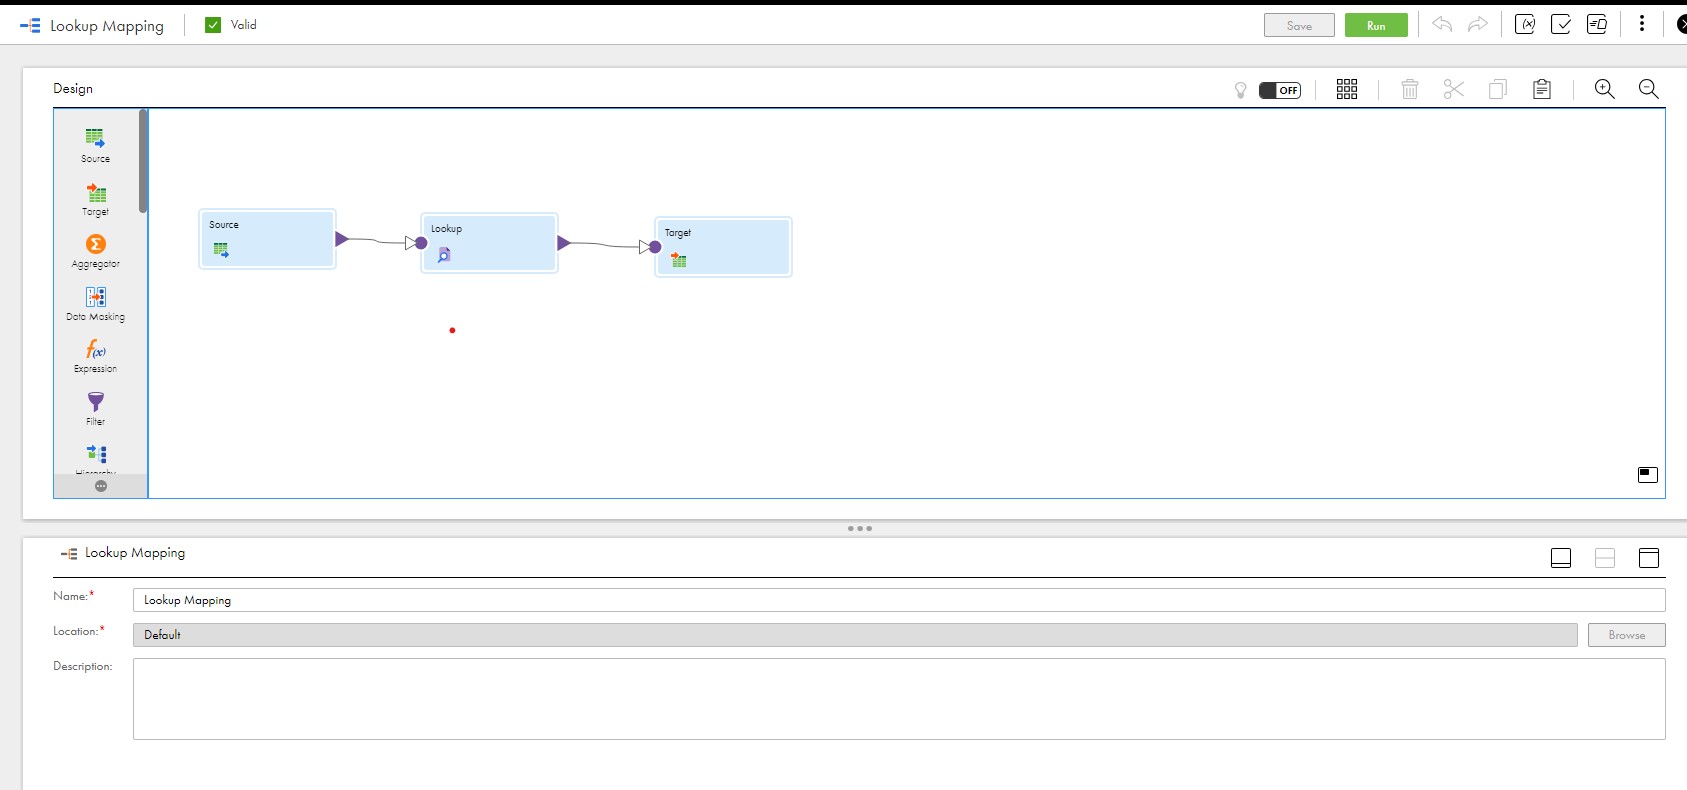 Lookup Mapping
Valid
Save
Run
Design
OFF
Source
Target
Aggregator
Data Masking
Expression
Filter
Hierarchy
Source
Lookup
Target
Lookup Mapping
Name:*
Lookup Mapping
Location:*
Default
Browse
Description: